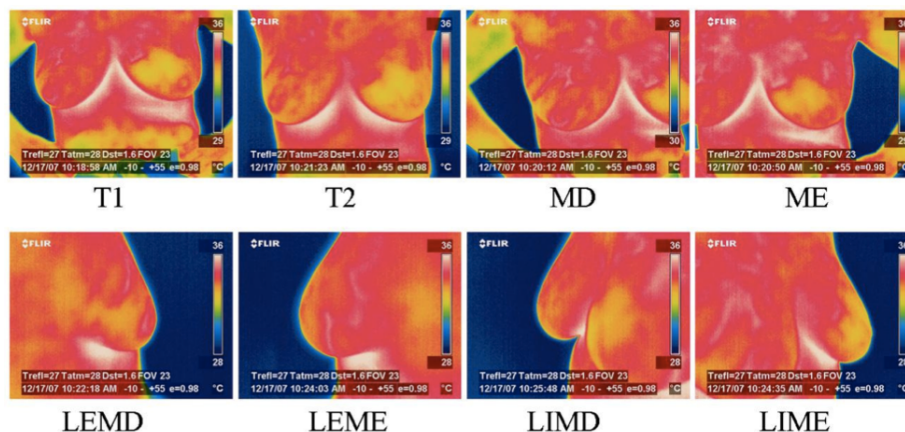 FLIR 36
29
Trefl=27 Tatm=28 Dst=1.6 FOV 23
12/17/07 10:18:58 AM -10 - +55 e=0.98 °C
T1
FLIR 36
29
Trefl=27 Tatm=28 Dst=1.6 FOV 23
12/17/07 10:21:23 AM -10 - +55 e=0.98 °C
T2
FLIR 36
30
Trefl=27 Tatm=28 Dst=1.6 FOV 23
12/17/07 10:20:12 AM -10 - +55 e=0.98 °C
MD
FLIR 36
29
Trefl=27 Tatm=28 Dst=1.6 FOV 23
12/17/07 10:20:50 AM -10 - +55 e=0.98 °C
ME
FLIR 36
28
Trefl=27 Tatm=28 Dst=1.6 FOV 23
12/17/07 10:22:18 AM -10 - +55 e=0.98 °C
LEMD
FLIR 36
28
Trefl=27 Tatm=28 Dst=1.6 FOV 23
12/17/07 10:24:03 AM -10 - +55 e=0.98 °C
LEME
FLIR 36
28
Trefl=27 Tatm=28 Dst=1.6 FOV 23
12/17/07 10:25:48 AM -10 - +55 e=0.98 °C
LIMD
FLIR 36
28
Trefl=27 Tatm=28 Dst=1.6 FOV 23
12/17/07 10:24:35 AM -10 - +55 e=0.98 °C
LIME